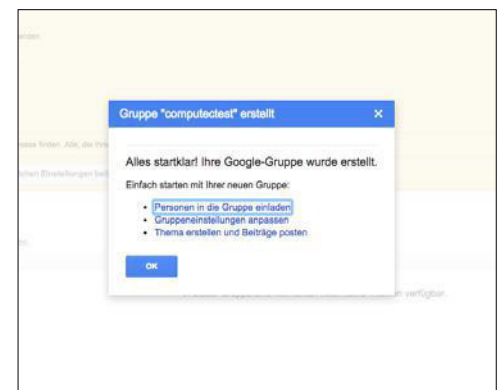 Gruppe "computectest" erstellt
Alles startklar! Ihre Google-Gruppe wurde erstellt.
Einfach starten mit Ihrer neuen Gruppe:
Personen in die Gruppe einladen
Gruppeneinstellungen anpassen
Thema erstellen und Beiträge posten
OK
verfügbar.